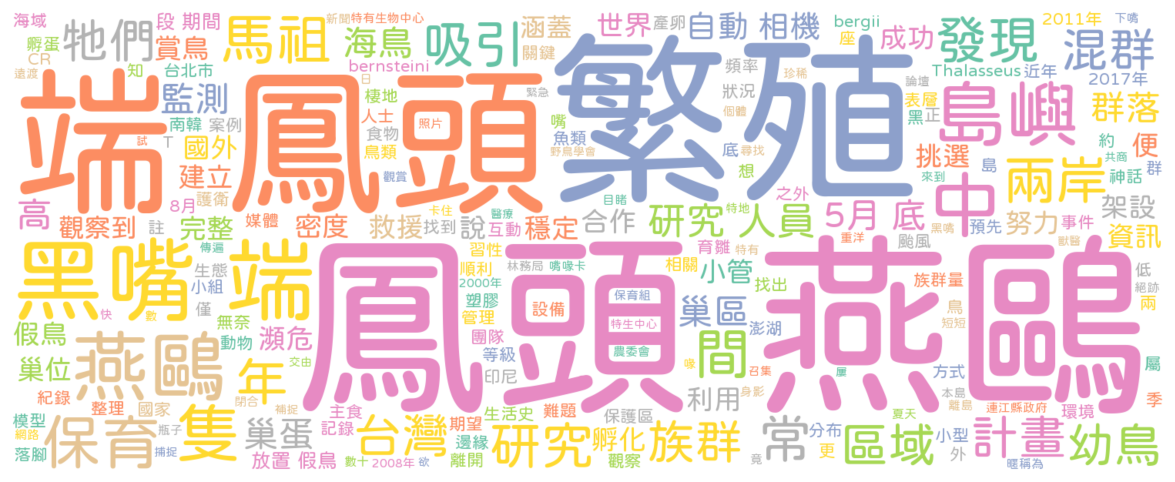 海域
段 期間
新聞
特有生物中心
涵蓋
世界
產卵
自動 相機
bergii
2011年
下嘴
孵蛋
牠們
賞鳥
馬祖
海鳥
吸引
關鍵
座
成功
發現
混群
CR
知
台北市
bernsteini
Thalasseus
近年
2017年
遠渡
日
緊急
繁殖
頻率
珍稀
論壇
端
鳳頭
監測
棲地
狀況
表層
島嶼
群落
南韓
案例
T
人士
照片
嘴
個體
黑
正
食物
魚類
國外
試
鳥類
野鳥學會
尋找
底
挑選
約
共商
便
建立
觀賞
想
島
中
兩岸
神話
群
護衛
目睹
之外
來到
高
8月
媒體
卡住
醫療
特地
架設
觀察到
註
完整
密度
救援
找到
說
互動
穩定
合作
研究 人員
5月 底
黑嘴
預先
努力
事件
資訊
傳遍
習性
育雛
特有
重洋
颱風
獸醫
黑嘴
端
鳳頭
燕鷗
生態
順利
林務局
嘴喙卡
相關
小管
族群量
低
絕跡
小組
2000年
保育組
找出
僅
塑膠
設備
巢區
鳥
兩
快
數
無奈
管理
特生中心
澎湖
短短
假鳥
動物
瀕危
團隊
間
巢位
燕鷗
交由
等級
農委會
喙
召集
屢
方式
屬
年
印尼
身影
本島
離島
連江縣政府
季
紀錄
閉合
補捉
主食
期望
生活史
難題
保護區
利用
夏天
環境
模型
整理
國家
記錄
網路
保育
瓶子
隻
巢蛋
台灣
邊緣
研究
孵化
族群
常
分布
區域
小型
計畫
幼鳥
落腳
捕捉
放置 假鳥
數十
2008年
欲
離開
觀察
竟
更
外
暱稱為